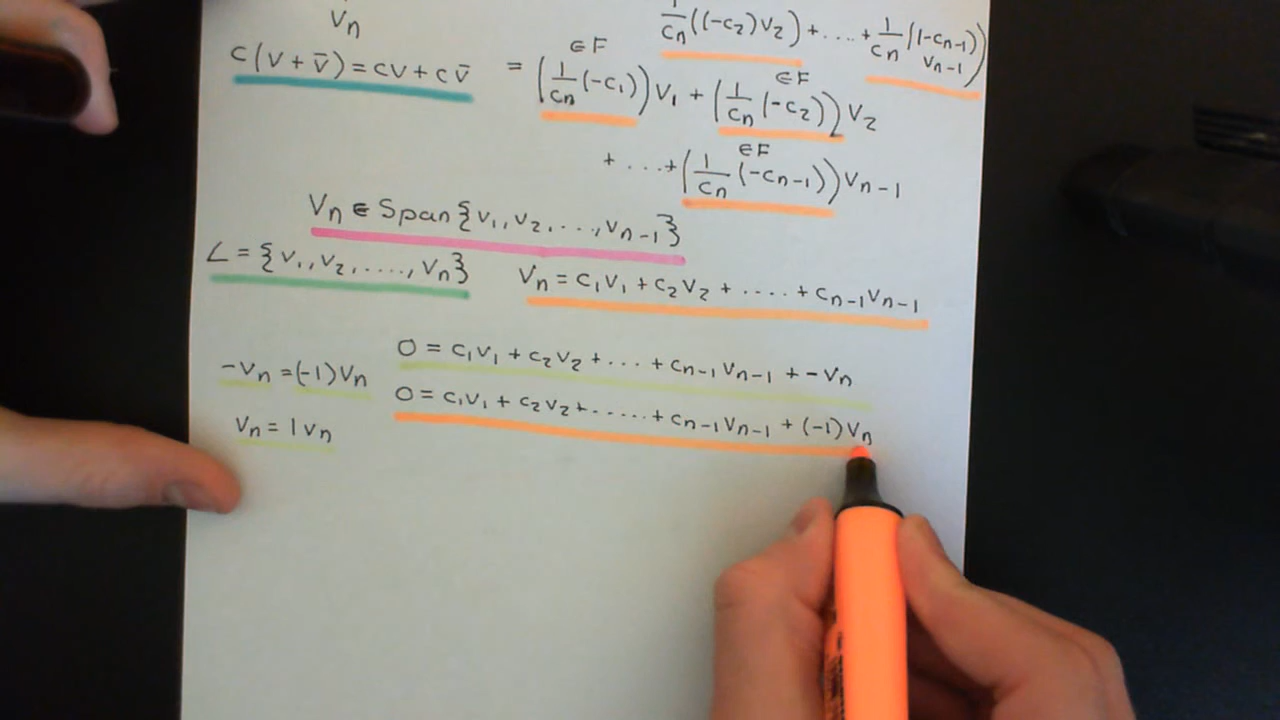 vₙ
1/cₙ((-c₂)v₂) + .... + 1/cₙ((-cₙ₋₁)vₙ₋₁)
c(v + v̄) = cv + cv̄
= (1/cₙ(-c₁))v₁ + (1/cₙ(-c₂))v₂
∈F ∈F
+ ...+ (1/cₙ(-cₙ₋₁))vₙ₋₁
∈F
Vₙ ∈ Span{v₁, v₂, ..., vₙ₋₁}
L = {v₁, v₂, ...., vₙ}
vₙ = c₁v₁ + c₂v₂ + .... + cₙ₋₁vₙ₋₁
0 = c₁v₁ + c₂v₂ + ... + cₙ₋₁vₙ₋₁ + -vₙ
-vₙ = (-1)vₙ
0 = c₁v₁ + c₂v₂ + ...... + cₙ₋₁vₙ₋₁ + (-1)vₙ
vₙ = 1vₙ